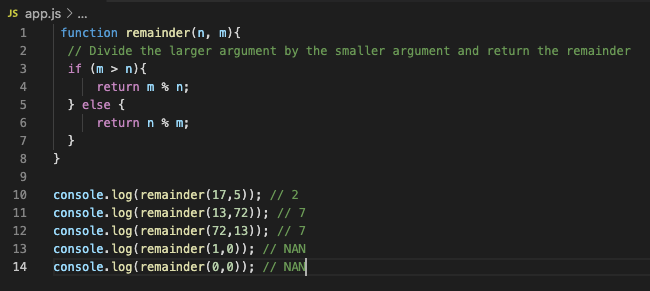 JS app.js > ...
1 function remainder(n, m){
2 // Divide the larger argument by the smaller argument and return the remainder
3 if (m > n){
4 return m % n;
5 } else {
6 return n % m;
7 }
8 }
9
10 console.log(remainder(17,5)); // 2
11 console.log(remainder(13,72)); // 7
12 console.log(remainder(72,13)); // 7
13 console.log(remainder(1,0)); // NAN
14 console.log(remainder(0,0)); // NAN